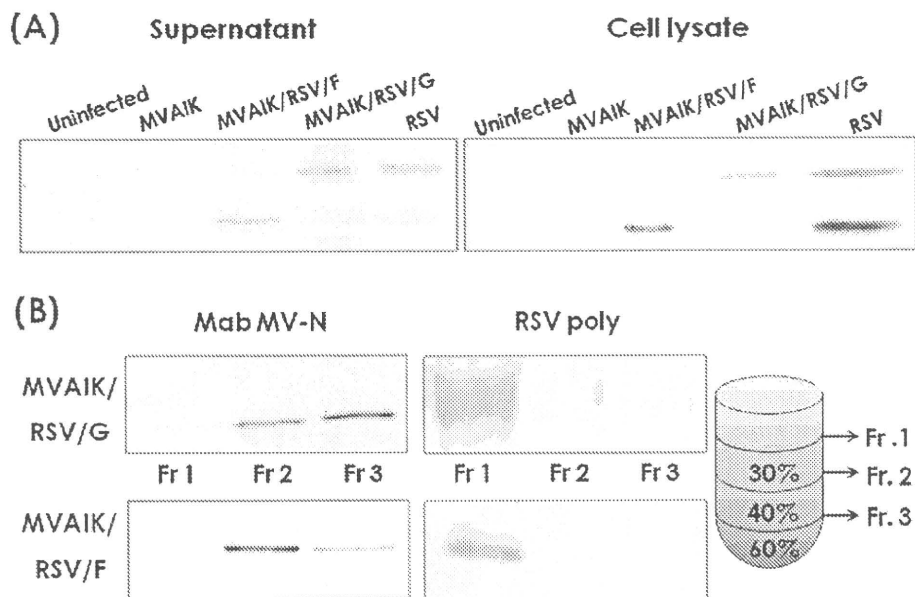 (A) Supernatant Cell lysate
Uninfected MVAIK MVAIK/RSV/F MVAIK/RSV/G RSV Uninfected MVAIK MVAIK/RSV/F MVAIK/RSV/G RSV
(B) Mab MV-N RSV poly
MVAIK/
RSV/G
Fr 1 Fr 2 Fr 3 Fr 1 Fr 2 Fr 3
MVAIK/
RSV/F
Fr.1
30% Fr. 2
40% Fr. 3
60%